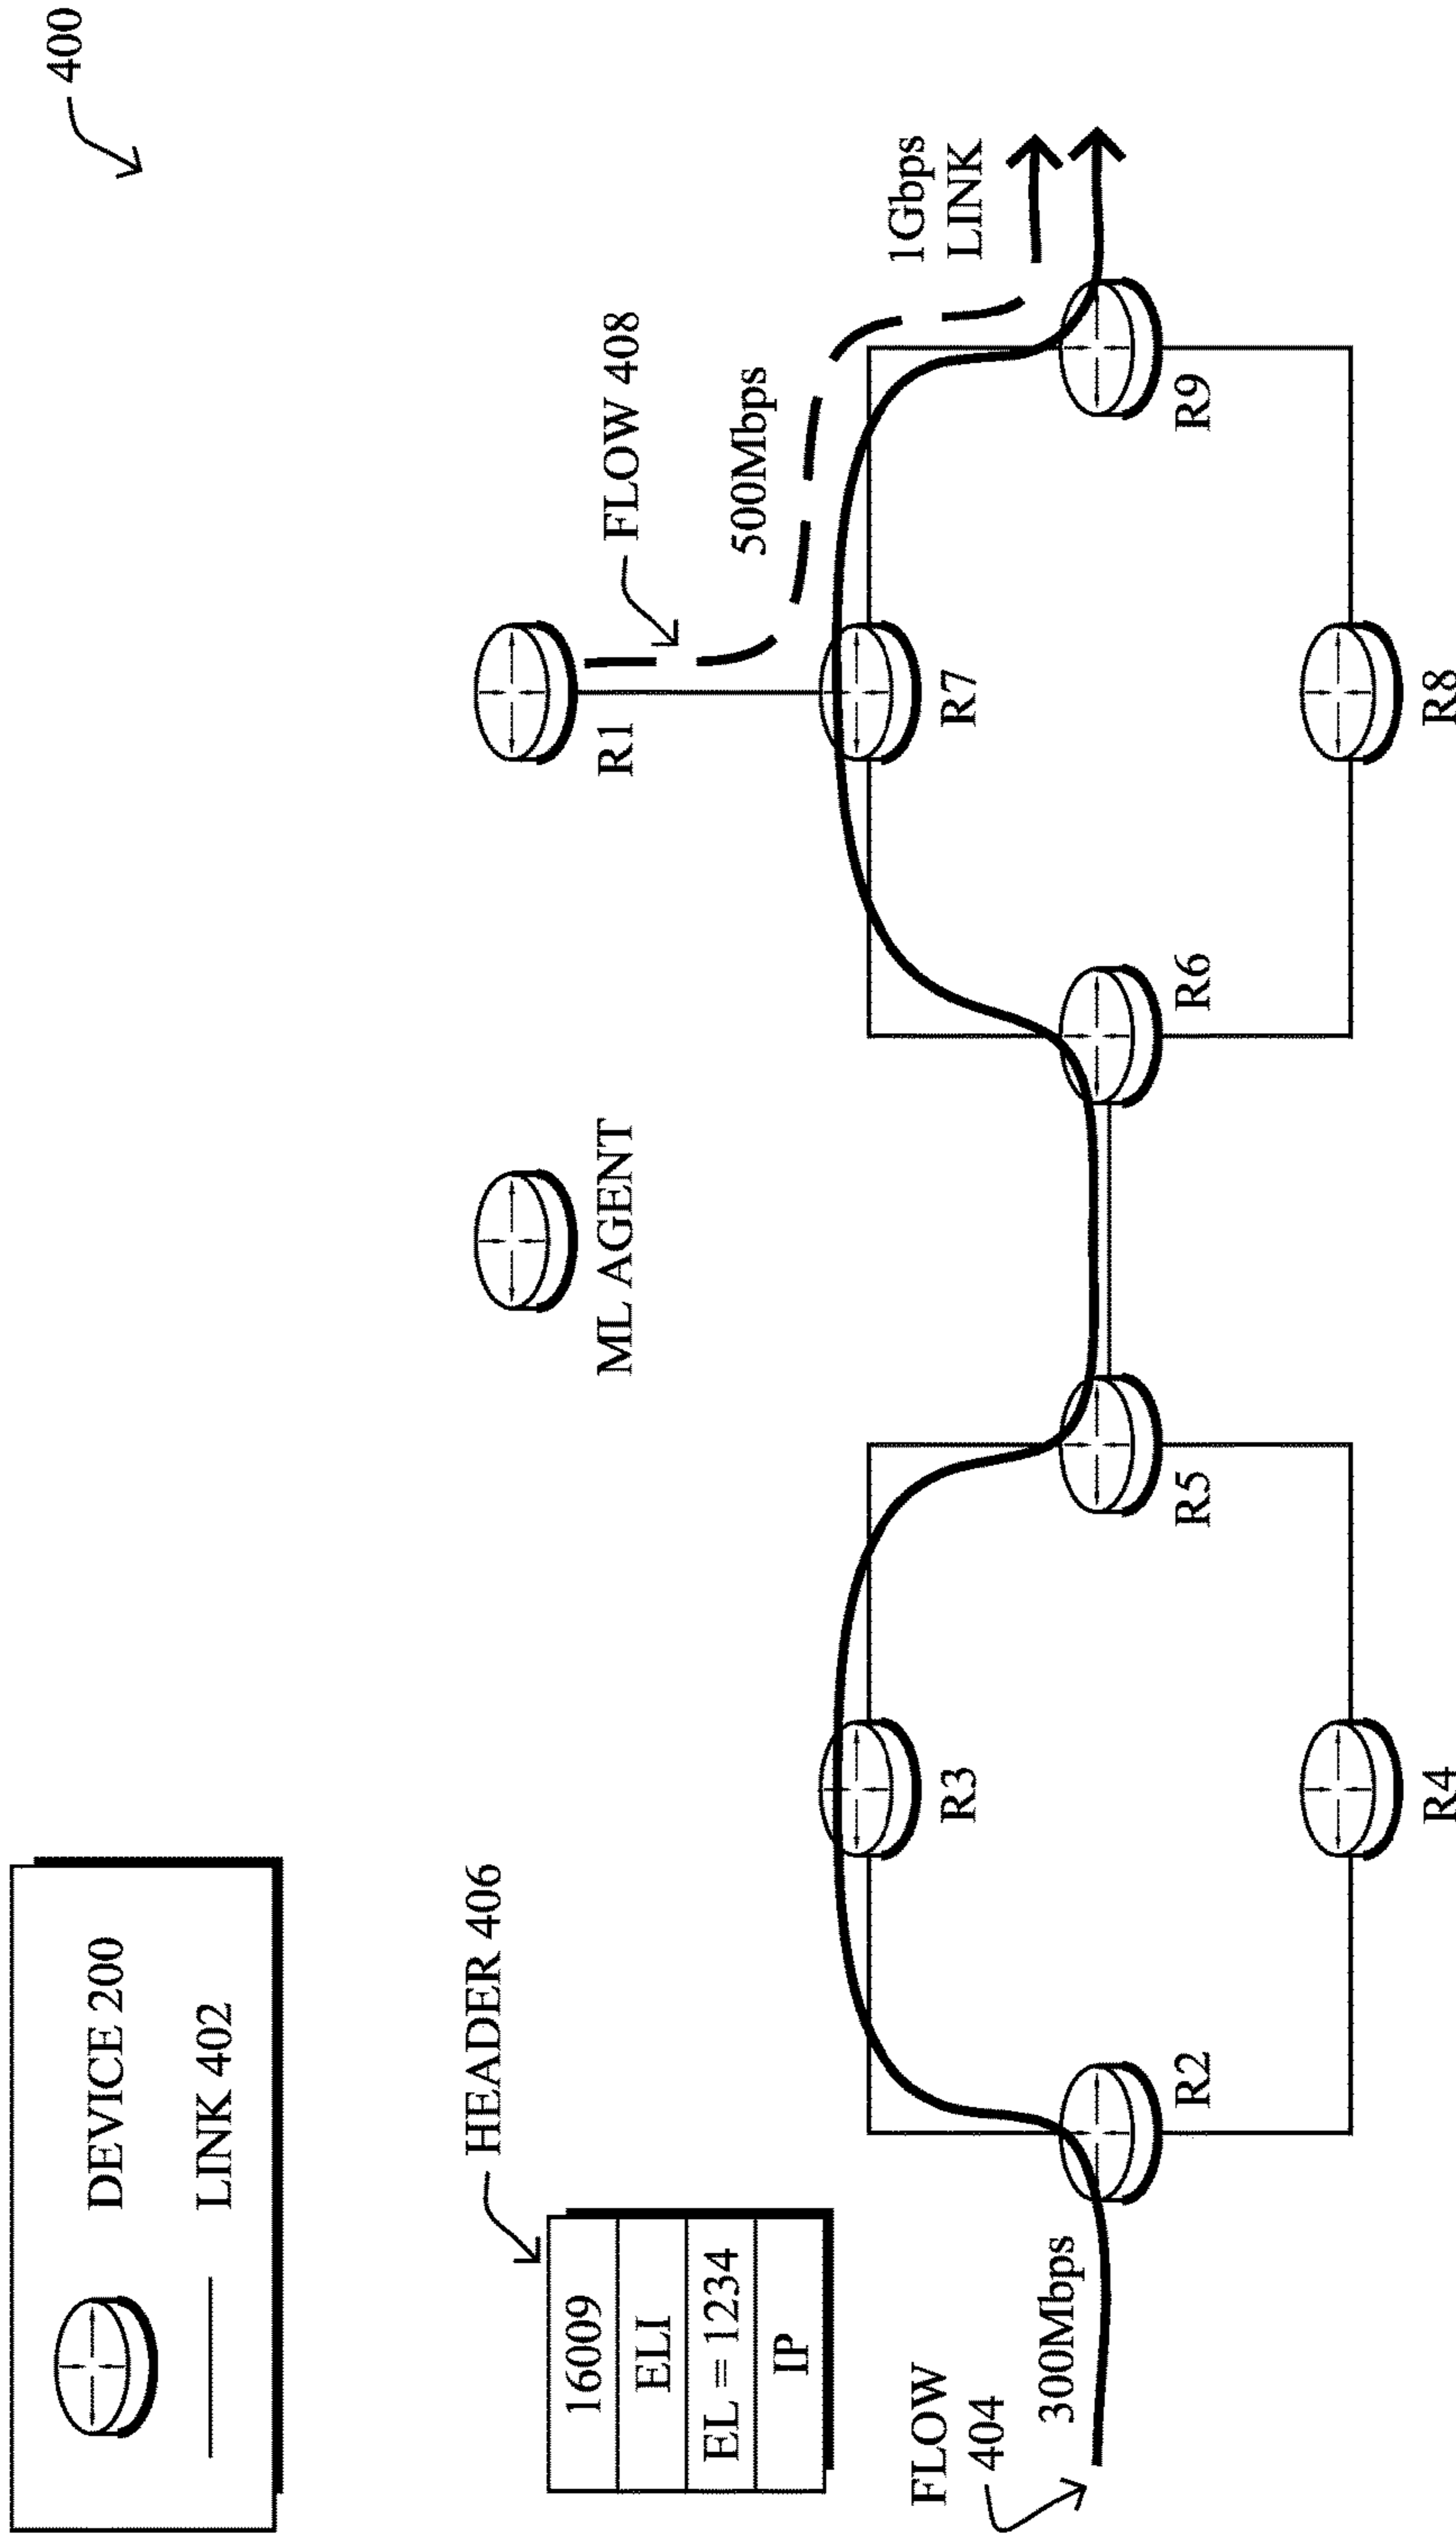 400
DEVICE 200
LINK 402
HEADER 406
16009
ELI
EL = 1234
IP
ML AGENT
R1
FLOW 408
500Mbps
1Gbps
LINK
FLOW
404
300Mbps
R2
R3
R4
R5
R6
R7
R8
R9